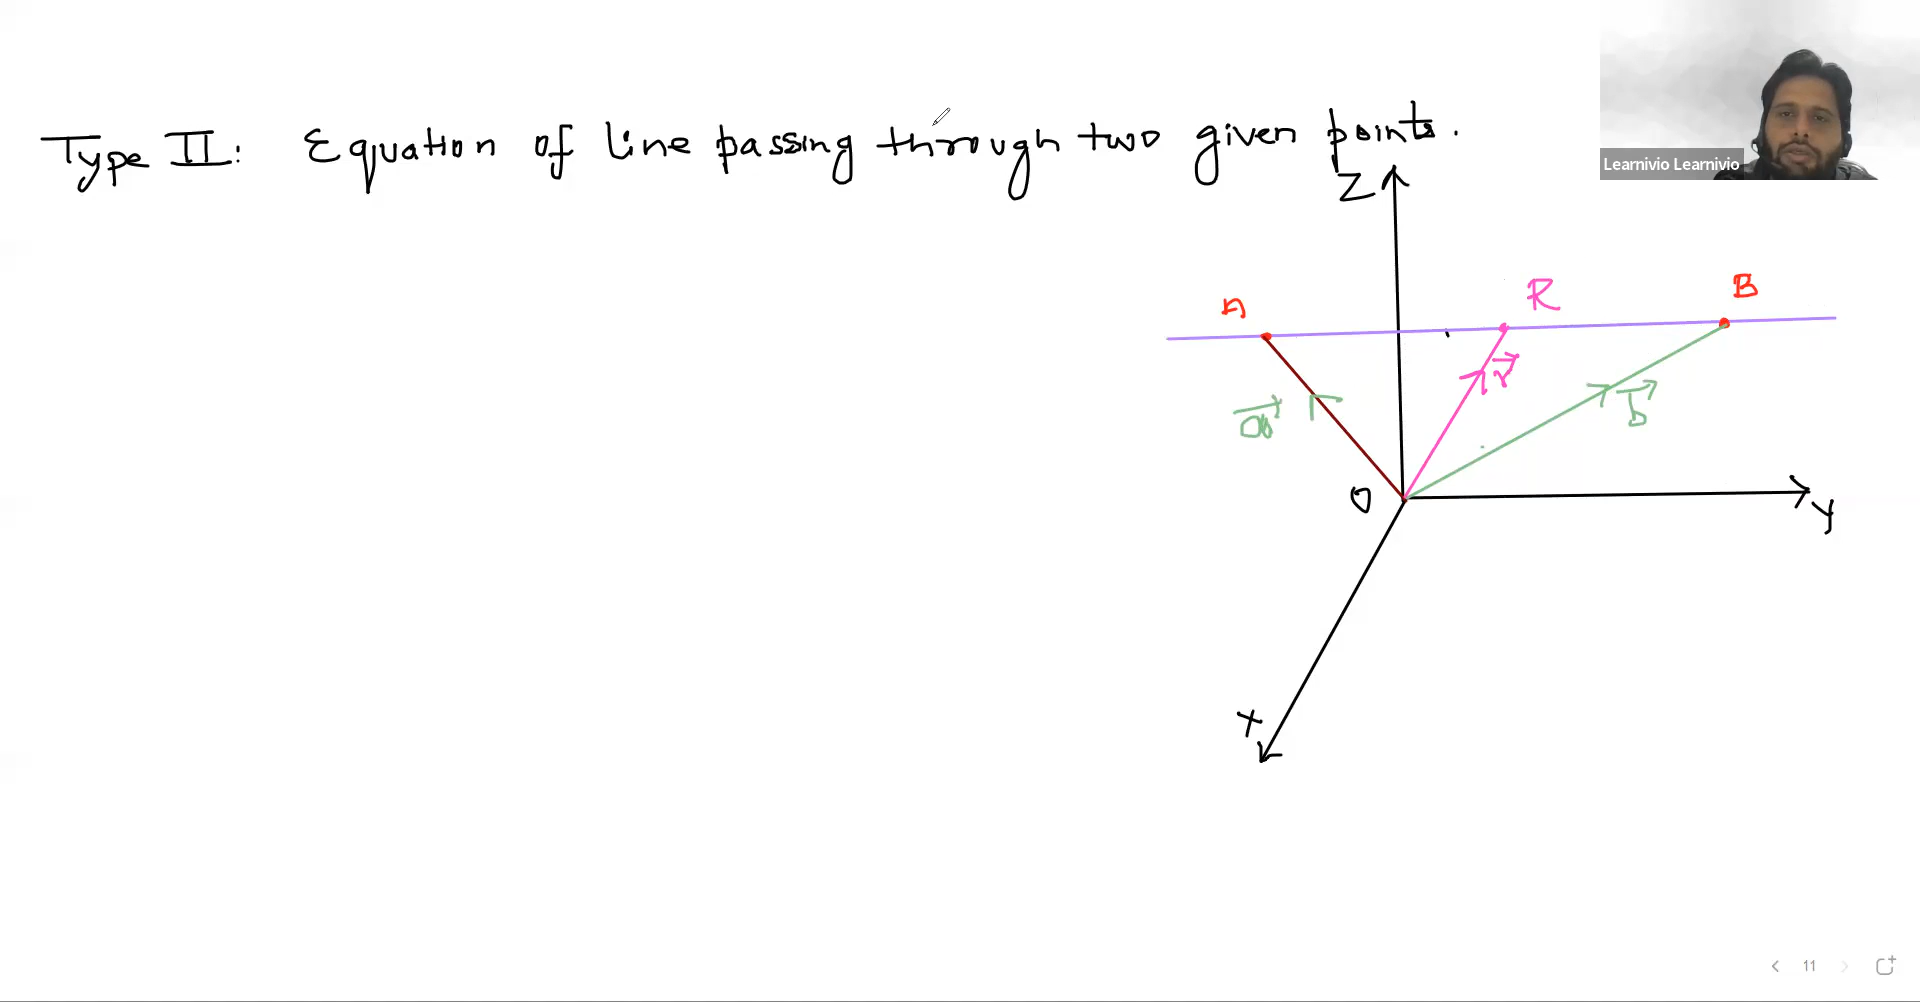 Type II: Equation of line passing through two given points.
Learnivio Learnivio
Z
A
R
B
r
b
O
Y
X
11